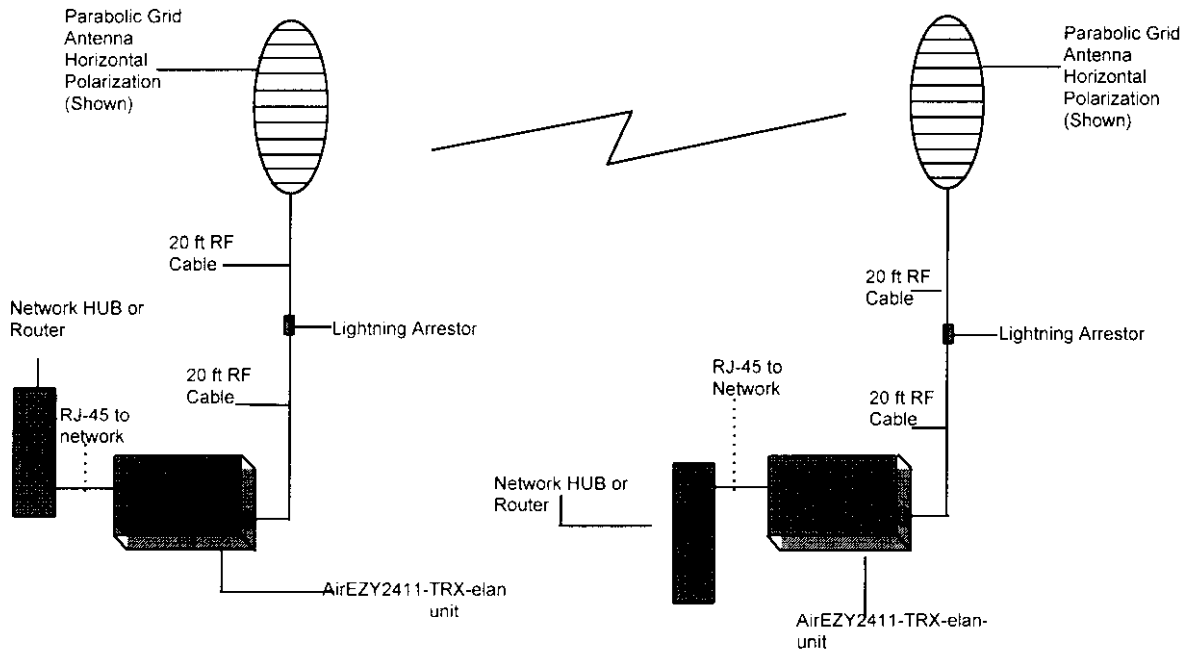 Parabolic Grid
Antenna
Horizontal
Polarization
(Shown)
Parabolic Grid
Antenna
Horizontal
Polarization
(Shown)
20 ft RF
Cable
20 ft RF
Cable
Network HUB or
Router
Lightning Arrestor
Lightning Arrestor
20 ft RF
Cable
RJ-45 to
Network
20 ft RF
Cable
RJ-45 to
network
Network HUB or
Router
AirEZY2411-TRX-elan
unit
AirEZY2411-TRX-elan-
unit